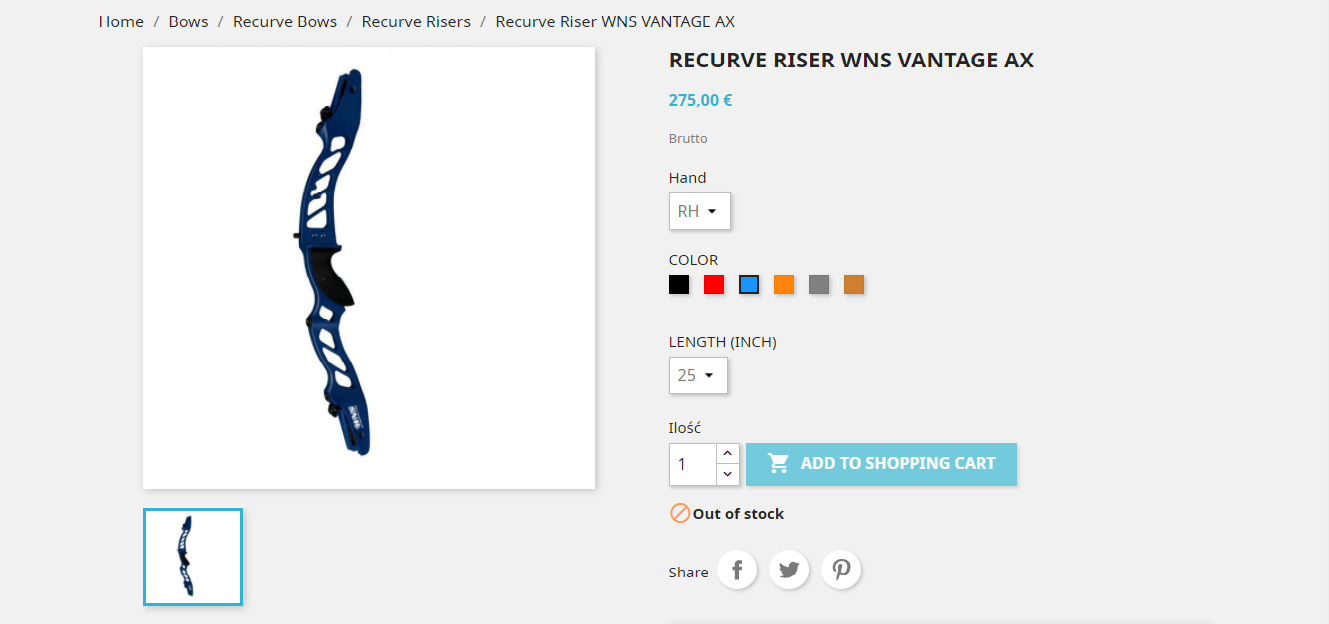 Home / Bows / Recurve Bows / Recurve Risers / Recurve Riser WNS VANTAGE AX
RECURVE RISER WNS VANTAGE AX
275,00 €
Brutto
Hand
RH
COLOR
LENGTH (INCH)
25
Ilość
1
ADD TO SHOPPING CART
Out of stock
Share
WNS